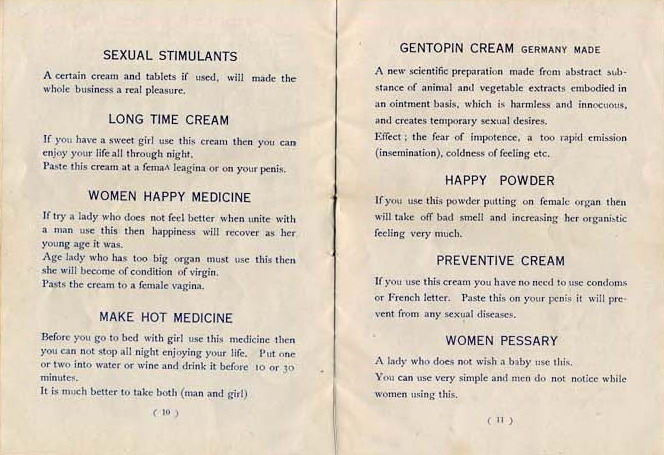 SEXUAL STIMULANTS
A certain cream and tablets if used, will made the
whole business a real pleasure.
LONG TIME CREAM
If you have a sweet girl use this cream then you can
enjoy your life all through night.
Paste this cream at a fema^ leagina or on your penis.
WOMEN HAPPY MEDICINE
If try a lady who does not feel better when unite with
a man use this then happiness will recover as her
young age it was.
Age lady who has too big organ must use this then
she will become of condition of virgin.
Pasts the cream to a female vagina.
MAKE HOT MEDICINE
Before you go to bed with girl use this medicine then
you can not stop all night enjoying your life. Put one
or two into water or wine and drink it before 10 or 30
minutes.
It is much better to take both (man and girl)
( 10 )
GENTOPIN CREAM GERMANY MADE
A new scientific preparation made from abstract sub-
stance of animal and vegetable extracts embodied in
an ointment basis, which is harmless and innocuous,
and creates temporary sexual desires.
Effect ; the fear of impotence, a too rapid emission
(insemination), coldness of feeling etc.
HAPPY POWDER
If you use this powder putting on female organ then
will take off bad smell and increasing her organistic
feeling very much.
PREVENTIVE CREAM
If you use this cream you have no need to use condoms
or French letter. Paste this on your penis it will pre-
vent from any sexual diseases.
WOMEN PESSARY
A lady who does not wish a baby use this.
You can use very simple and men do not notice while
women using this.
( 11 )